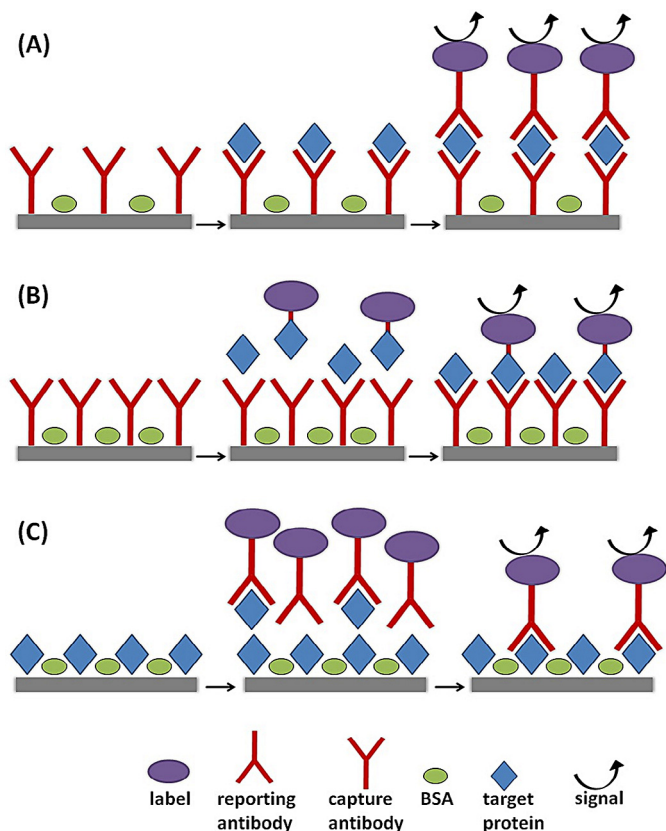 (A)
(B)
(C)
label
reporting
antibody
capture
antibody
BSA
target
protein
signal